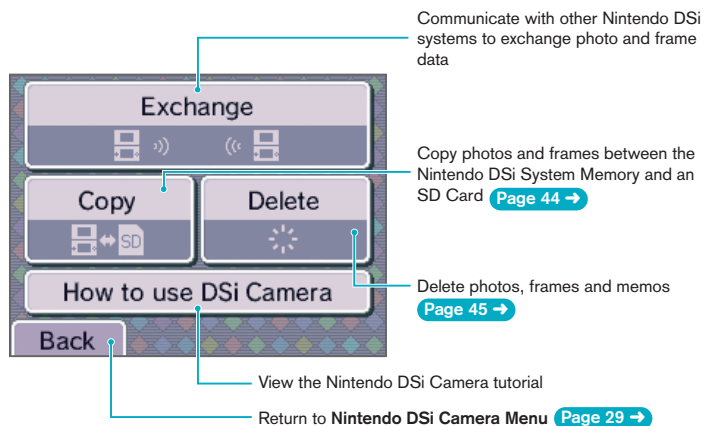 Communicate with other Nintendo DSi
systems to exchange photo and frame
data
Exchange
Copy photos and frames between the
Nintendo DSi System Memory and an
SD Card Page 44 →
Copy
Delete
SD
Delete photos, frames and memos
Page 45 →
How to use DSi Camera
Back
View the Nintendo DSi Camera tutorial
Return to Nintendo DSi Camera Menu Page 29 →